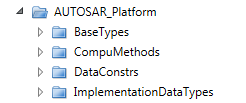 AUTOSAR_Platform
BaseTypes
CompuMethods
DataConstrs
ImplementationDataTypes